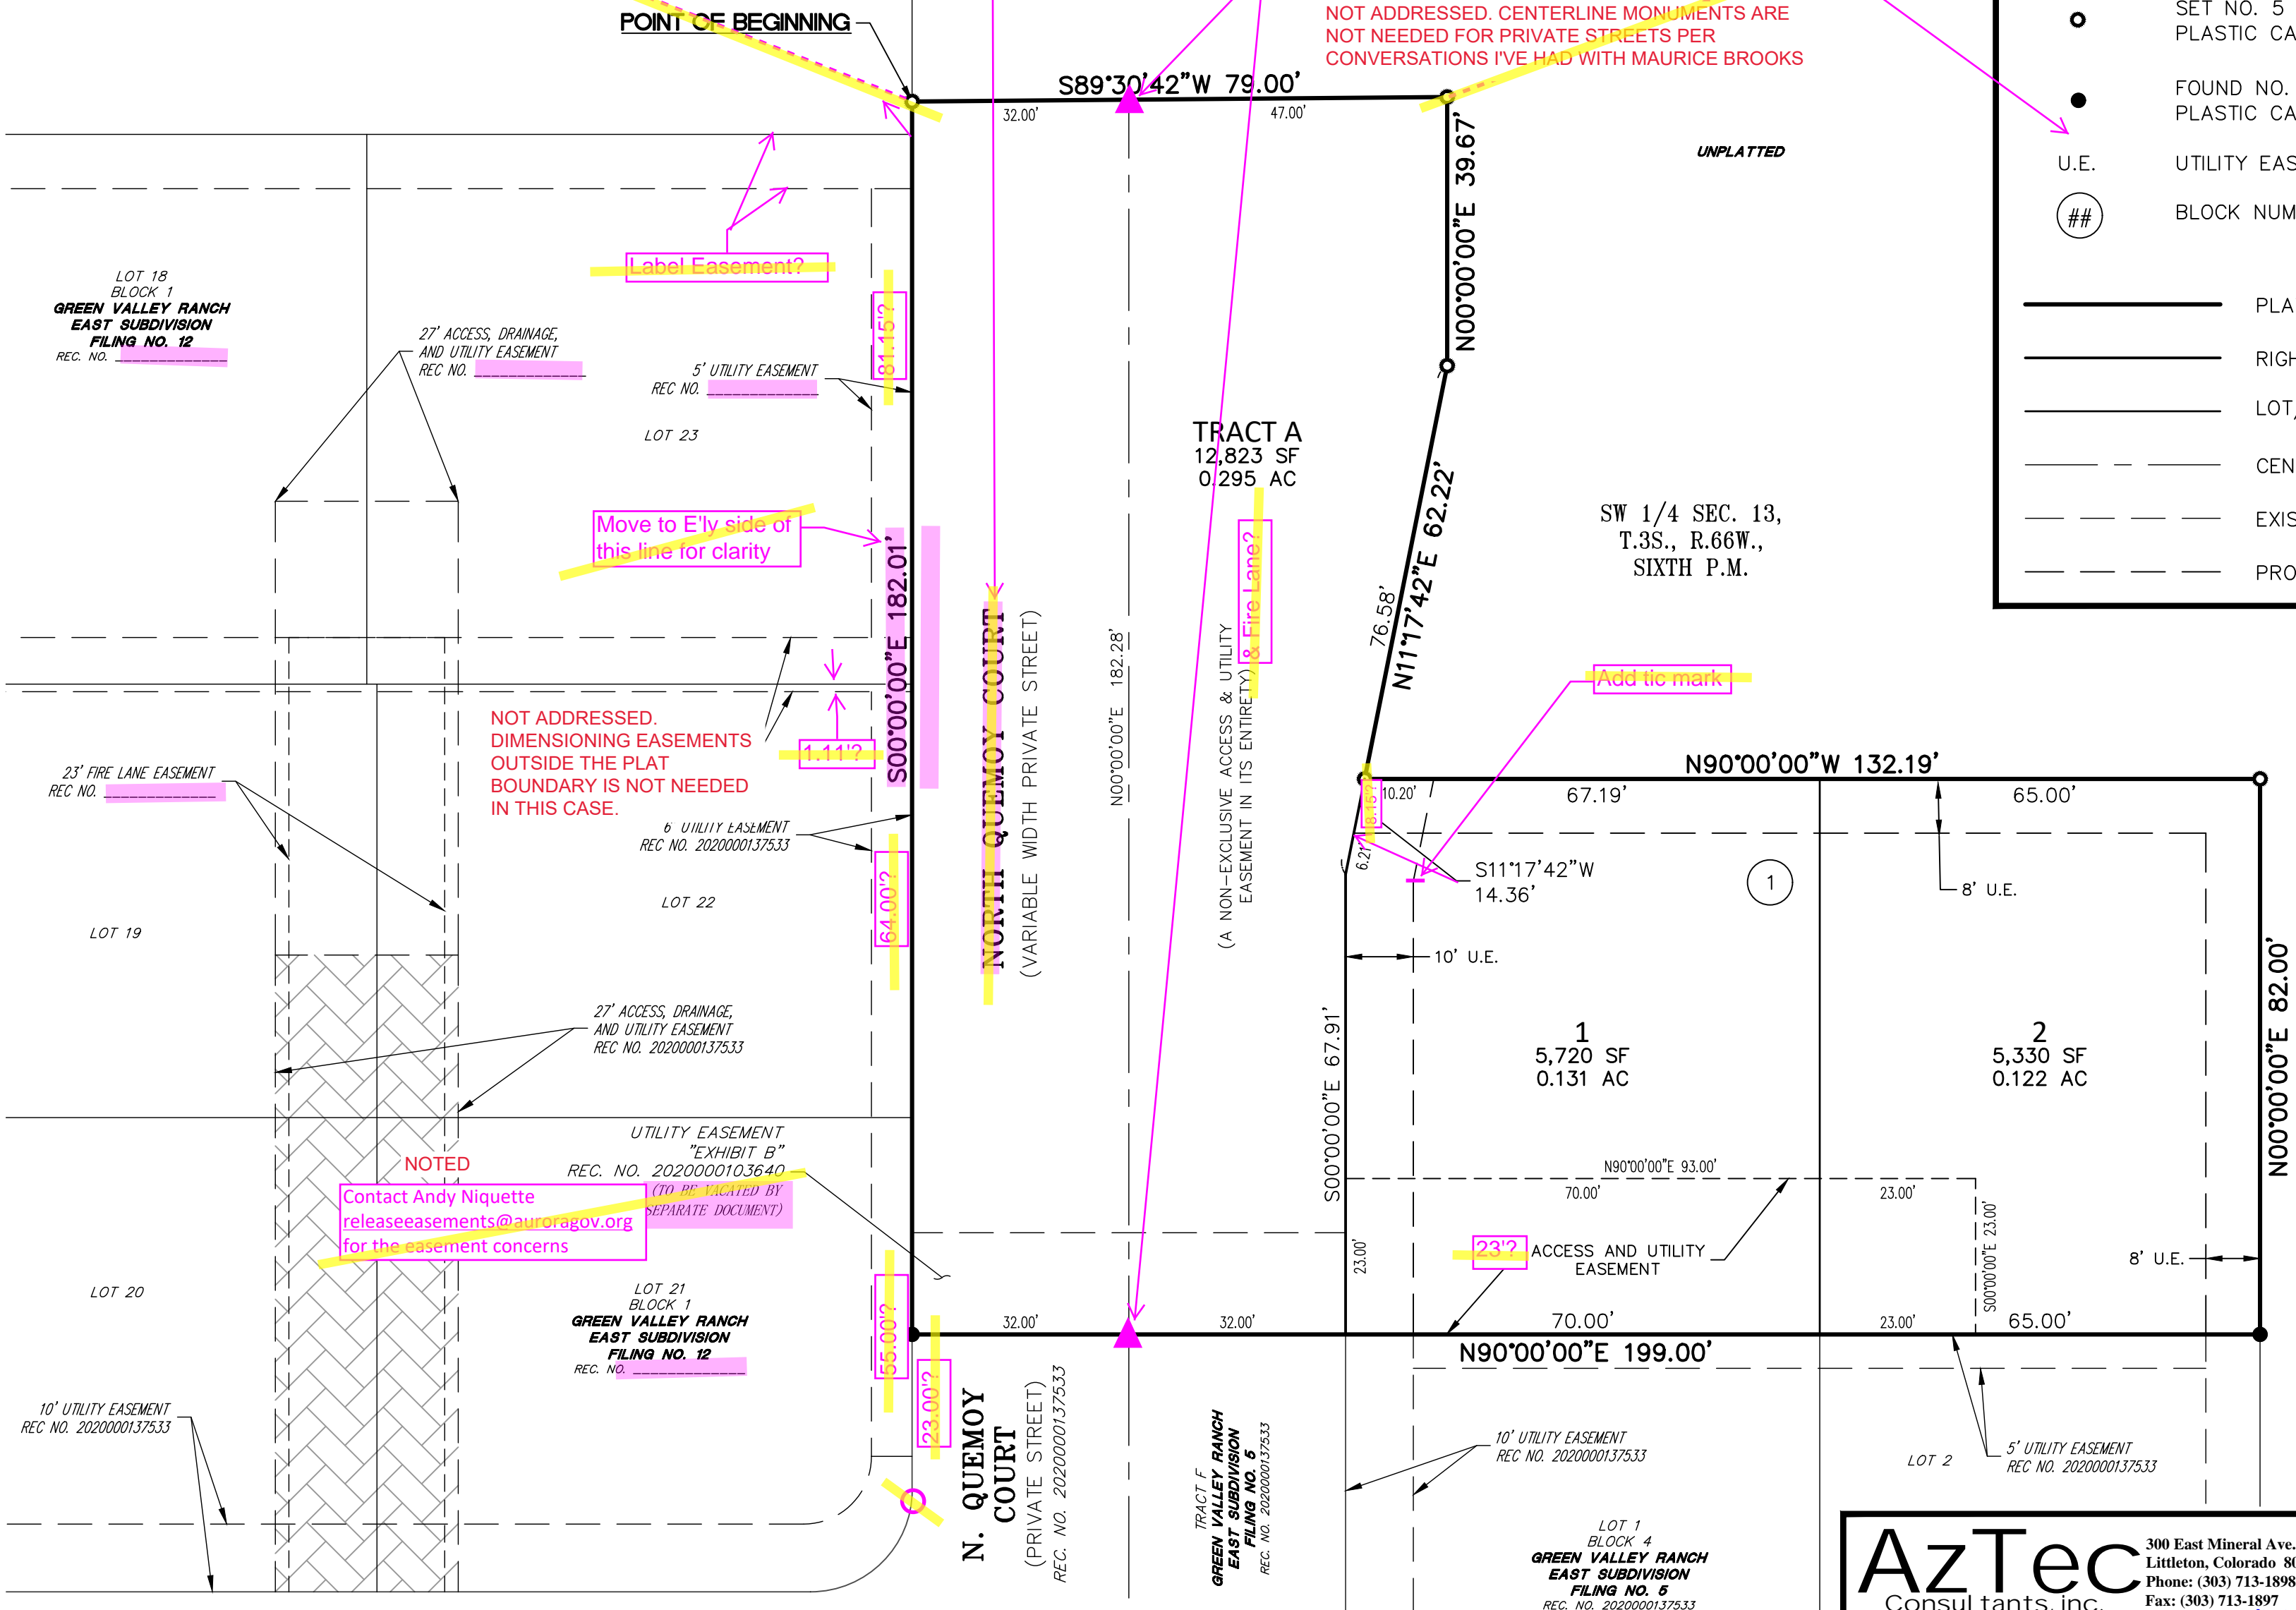 POINT OF BEGINNING
NOT ADDRESSED. CENTERLINE MONUMENTS ARE
NOT NEEDED FOR PRIVATE STREETS PER
CONVERSATIONS I'VE HAD WITH MAURICE BROOKS
SET NO. 5
PLASTIC CA
FOUND NO.
PLASTIC CA
U.E.
UTILITY EAS
##
BLOCK NUM
PLA
RIGH
LOT,
CEN
EXIS
PRO
S89°30'42"W 79.00'
32.00'
47.00'
N00°00'00"E 39.67'
UNPLATTED
Label Easement?
LOT 18
BLOCK 1
GREEN VALLEY RANCH
EAST SUBDIVISION
FILING NO. 12
REC. NO. _____________
27' ACCESS, DRAINAGE,
AND UTILITY EASEMENT
REC NO. _____________
5' UTILITY EASEMENT
REC NO. _____________
81.15'?
LOT 23
TRACT A
12,823 SF
0.295 AC
N11°17'42"E 62.22'
76.58'
SW 1/4 SEC. 13,
T.3S., R.66W.,
SIXTH P.M.
Move to E'ly side of
this line for clarity
S00°00'00"E 182.01'
NORTH QUEMOY COURT
(VARIABLE WIDTH PRIVATE STREET)
N00°00'00"E 182.28'
(A NON-EXCLUSIVE ACCESS & UTILITY
EASEMENT IN ITS ENTIRETY)
& Fire Lane?
Add tic mark
NOT ADDRESSED.
DIMENSIONING EASEMENTS
OUTSIDE THE PLAT
BOUNDARY IS NOT NEEDED
IN THIS CASE.
1.11'?
23' FIRE LANE EASEMENT
REC NO. _____________
6' UTILITY EASEMENT
REC NO. 2020000137533
64.00'?
LOT 22
LOT 19
N90°00'00"W 132.19'
10.20'
67.19'
65.00'
8.15'?
6.21'
S11°17'42"W
14.36'
1
8' U.E.
10' U.E.
S00°00'00"E 67.91'
N00°00'00"E 82.00'
1
5,720 SF
0.131 AC
2
5,330 SF
0.122 AC
27' ACCESS, DRAINAGE,
AND UTILITY EASEMENT
REC NO. 2020000137533
UTILITY EASEMENT
"EXHIBIT B"
REC. NO. 2020000103640
(TO BE VACATED BY
SEPARATE DOCUMENT)
NOTED
Contact Andy Niquette
releaseeasements@auroragov.org
for the easement concerns
N90°00'00"E 93.00'
70.00'
23.00'
S00°00'00"E 23.00'
23.00'
23'? ACCESS AND UTILITY
EASEMENT
8' U.E.
LOT 20
LOT 21
BLOCK 1
GREEN VALLEY RANCH
EAST SUBDIVISION
FILING NO. 12
REC. NO. _____________
55.00'?
23.00'?
32.00'
32.00'
70.00'
23.00'
65.00'
N90°00'00"E 199.00'
10' UTILITY EASEMENT
REC NO. 2020000137533
N. QUEMOY
COURT
(PRIVATE STREET)
REC. NO. 2020000137533
TRACT F
GREEN VALLEY RANCH
EAST SUBDIVISION
FILING NO. 5
REC. NO. 2020000137533
10' UTILITY EASEMENT
REC NO. 2020000137533
LOT 2
5' UTILITY EASEMENT
REC NO. 2020000137533
LOT 1
BLOCK 4
GREEN VALLEY RANCH
EAST SUBDIVISION
FILING NO. 5
REC. NO. 2020000137533
AzTec
Consultants, inc.
300 East Mineral Ave.
Littleton, Colorado 80
Phone: (303) 713-1898
Fax: (303) 713-1897